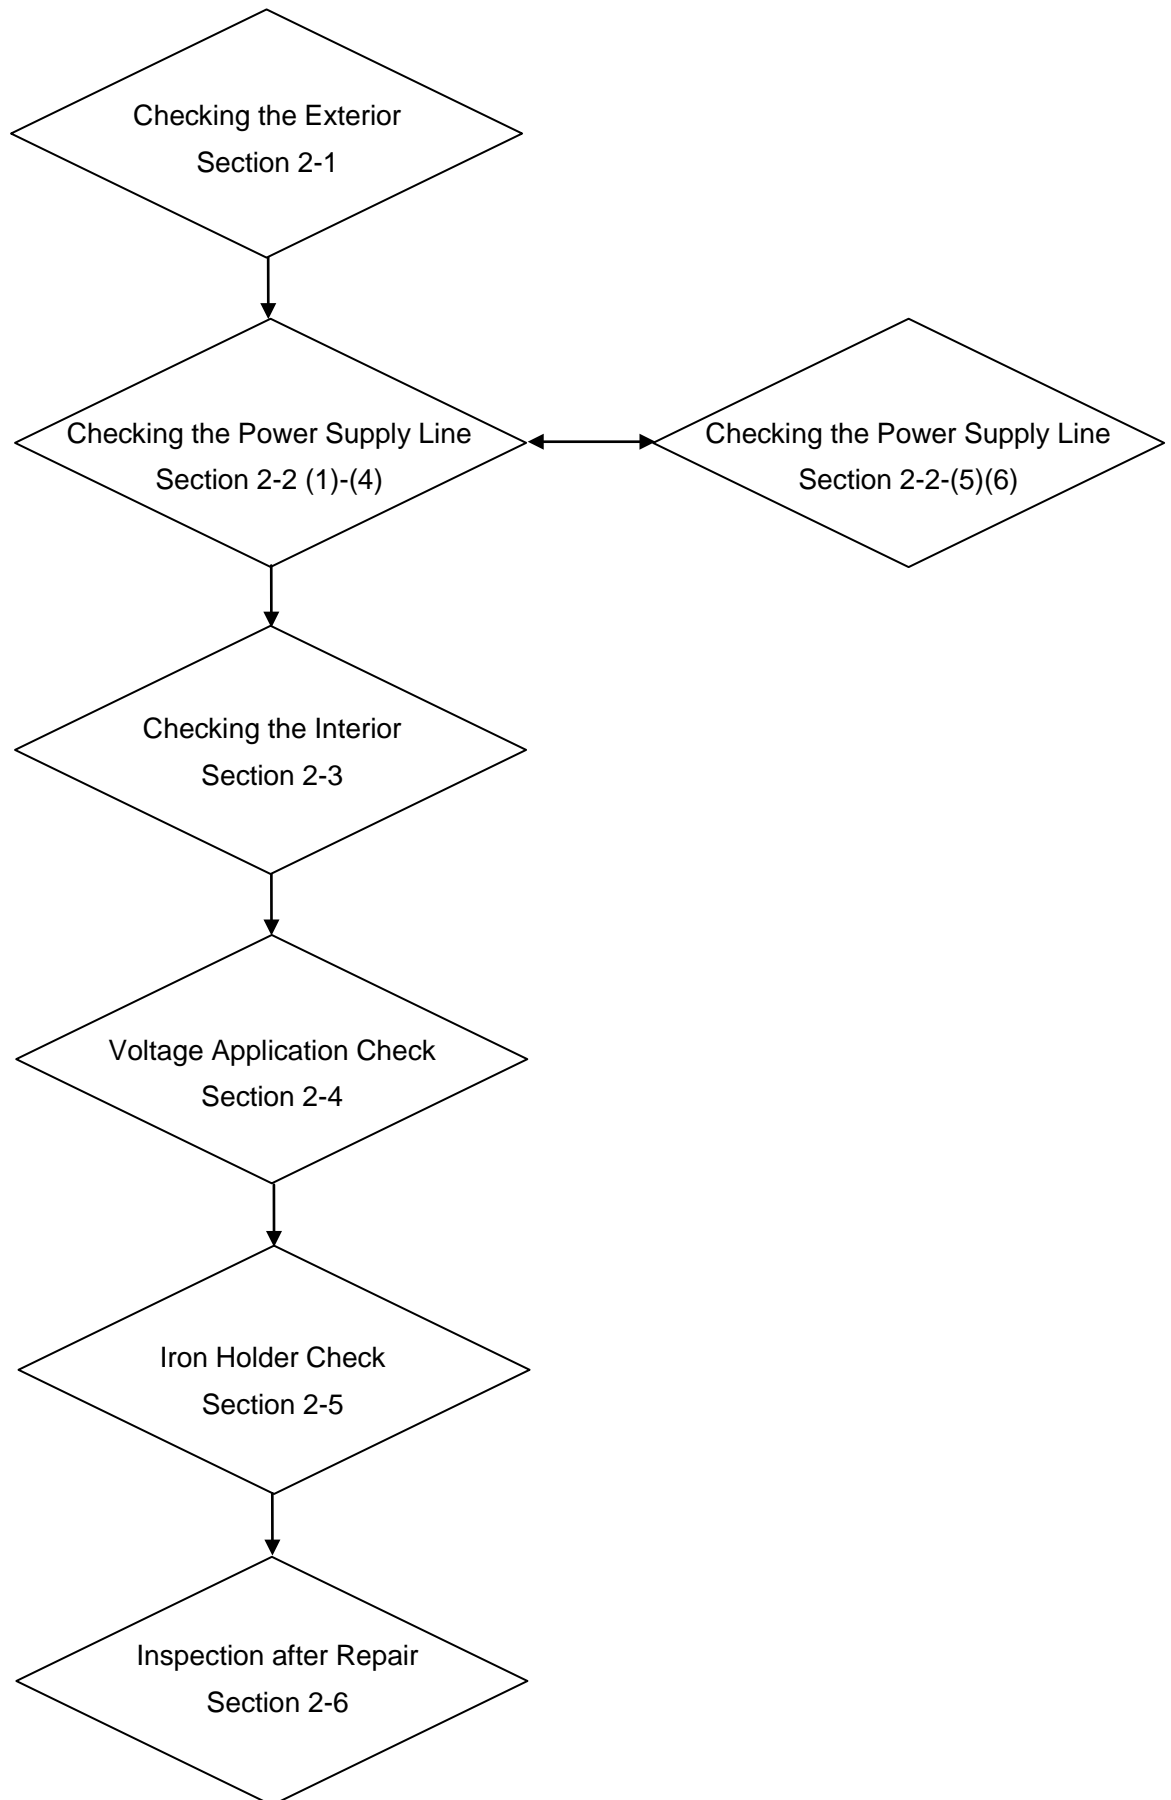 Checking the Exterior
Section 2-1
Checking the Power Supply Line
Section 2-2 (1)-(4)
Checking the Power Supply Line
Section 2-2-(5)(6)
Checking the Interior
Section 2-3
Voltage Application Check
Section 2-4
Iron Holder Check
Section 2-5
Inspection after Repair
Section 2-6